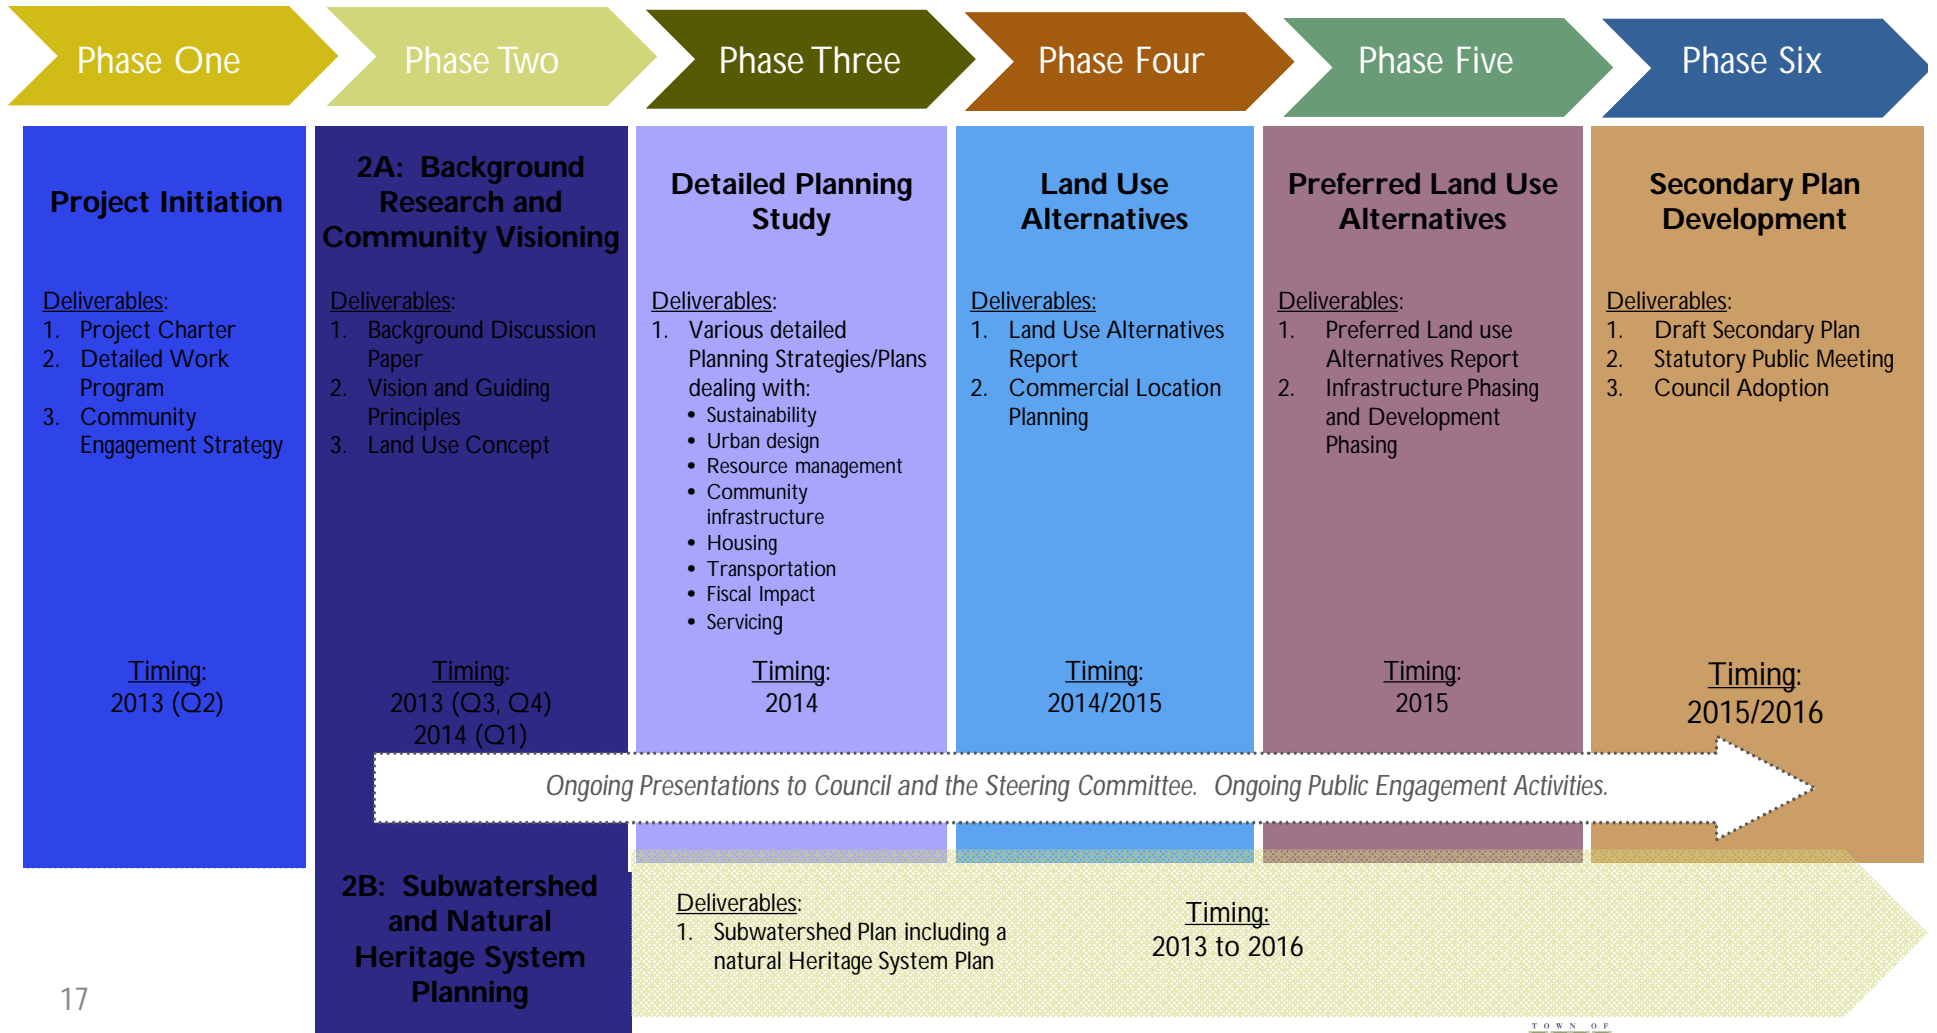 Phase One
Phase Two
Phase Three
Phase Four
Phase Five
Phase Six
Project Initiation
Deliverables:
1. Project Charter
2. Detailed Work
Program
3. Community
Engagement Strategy
Timing:
2013 (Q2)
2A: Background
Research and
Community Visioning
Deliverables:
1. Background Discussion
Paper
2. Vision and Guiding
Principles
3. Land Use Concept
Timing:
2013 (Q3, Q4)
2014 (Q1)
Detailed Planning
Study
Deliverables:
1. Various detailed
Planning Strategies/Plans
dealing with:
• Sustainability
• Urban design
• Resource management
• Community
infrastructure
• Housing
• Transportation
• Fiscal Impact
• Servicing
Timing:
2014
Land Use
Alternatives
Deliverables:
1. Land Use Alternatives
Report
2. Commercial Location
Planning
Timing:
2014/2015
Preferred Land Use
Alternatives
Deliverables:
1. Preferred Land use
Alternatives Report
2. Infrastructure Phasing
and Development
Phasing
Timing:
2015
Secondary Plan
Development
Deliverables:
1. Draft Secondary Plan
2. Statutory Public Meeting
3. Council Adoption
Timing:
2015/2016
Ongoing Presentations to Council and the Steering Committee. Ongoing Public Engagement Activities.
2B: Subwatershed
and Natural
Heritage System
Planning
Deliverables:
1. Subwatershed Plan including a
natural Heritage System Plan
Timing:
2013 to 2016
17
TOWN OF